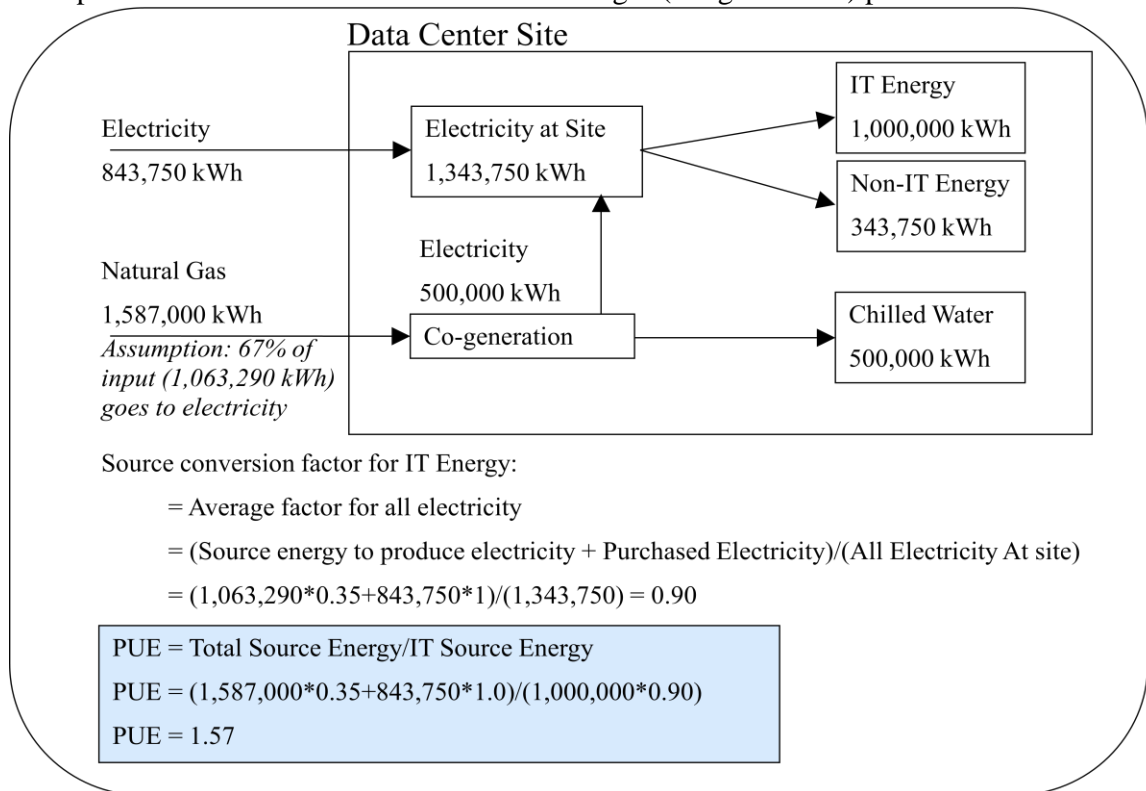 Data Center Site
IT Energy
1,000,000 kWh
Electricity
843,750 kWh
Electricity at Site
1,343,750 kWh
Non-IT Energy
343,750 kWh
Electricity
500,000 kWh
Natural Gas
1,587,000 kWh
Assumption: 67% of
input (1,063,290 kWh)
goes to electricity
Co-generation
Chilled Water
500,000 kWh
Source conversion factor for IT Energy:
= Average factor for all electricity
= (Source energy to produce electricity + Purchased Electricity)/(All Electricity At site)
= (1,063,290*0.35+843,750*1)/(1,343,750) = 0.90
PUE = Total Source Energy/IT Source Energy
PUE = (1,587,000*0.35+843,750*1.0)/(1,000,000*0.90)
PUE = 1.57